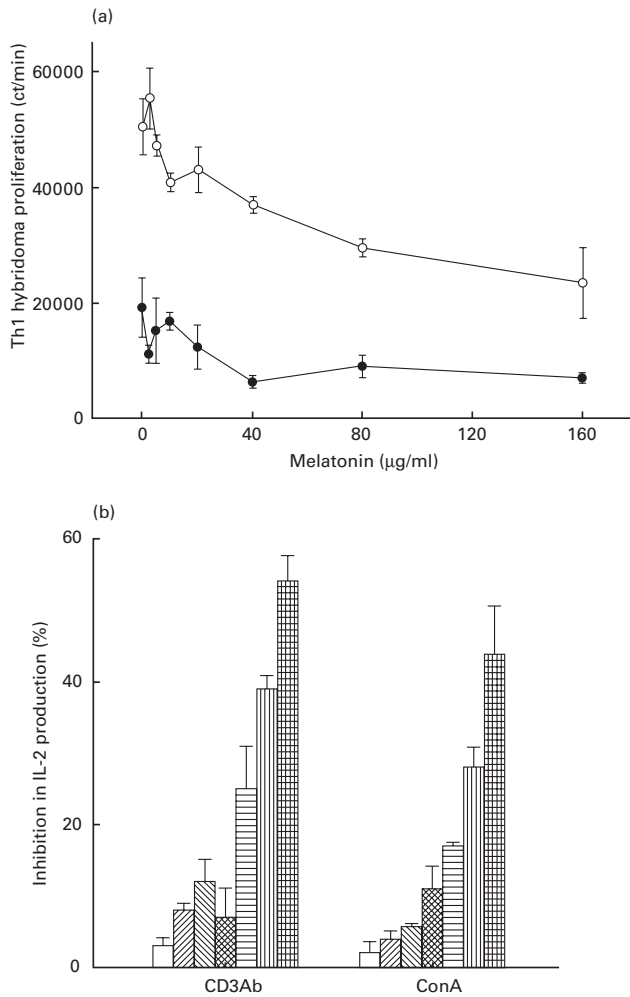 (a)
Th1 hybridoma proliferation (ct/min)
60000
40000
20000
0
0 40 80 120 160
Melatonin (μg/ml)
(b)
Inhibition in IL-2 production (%)
60
40
20
0
CD3Ab ConA